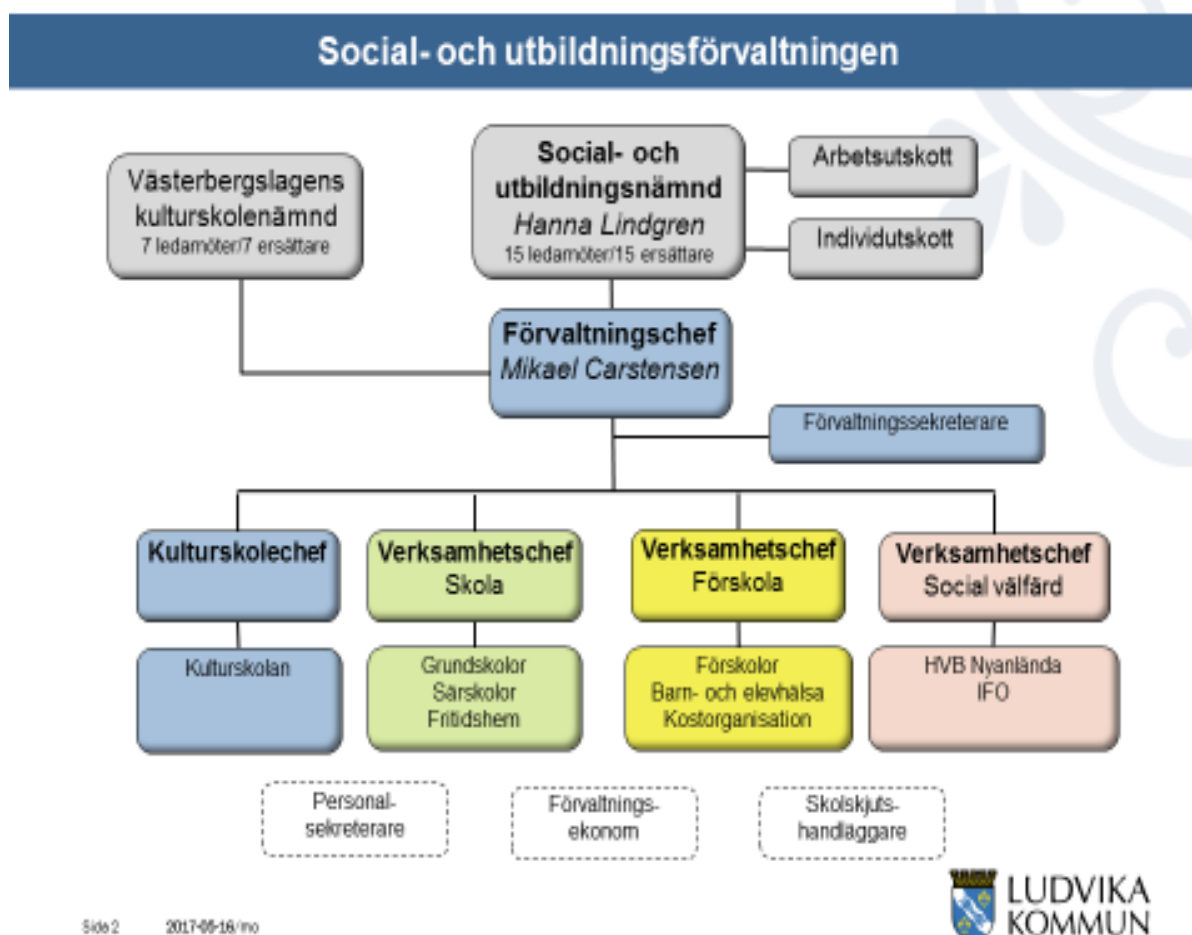 Social- och utbildningsförvaltningen
Västerbergslagens
kulturskolenämnd
7 ledamöter/7 ersättare
Social- och
utbildningsnämnd
Hanna Lindgren
15 ledamöter/15 ersättare
Arbetsutskott
Individutskott
Förvaltningschef
Mikael Carstensen
Förvaltningssekreterare
Kulturskolechef
Verksamhetschef
Skola
Verksamhetschef
Förskola
Verksamhetschef
Social välfärd
Kulturskolan
Grundskolor
Särskolor
Fritidshem
Förskolor
Barn- och elevhälsa
Kostorganisation
HVB Nyanlända
IFO
Personal-
sekreterare
Förvaltnings-
ekonom
Skolskjuts-
handläggare
Sida 2
2017-05-16/mo
LUDVIKA
KOMMUN